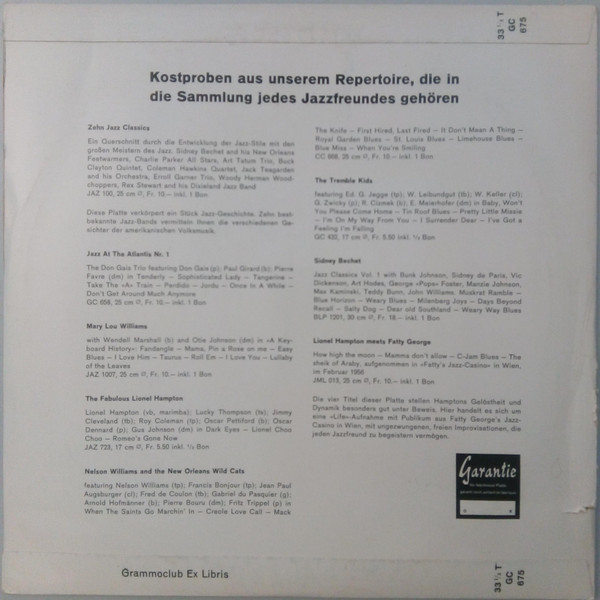 33⅓ T
GC
675
Kostproben aus unserem Repertoire, die in
die Sammlung jedes Jazzfreundes gehören
Zehn Jazz Classics
Ein Querschnitt durch die Entwicklung der Jazz-Stile mit den
großen Meistern des Jazz. Sidney Bechet and his New Orleans
Feetwarmers, Charlie Parker All Stars, Art Tatum Trio, Buck
Clayton Quintet, Coleman Hawkins Quartet, Jack Teagarden
and his Orchestra, Erroll Garner Trio, Woody Herman Wood-
choppers, Rex Stewart and his Dixieland Jazz Band
JAZ 100, 25 cm ∅, Fr. 10.- inkl. 1 Bon
Diese Platte verkörpert ein Stück Jazz-Geschichte. Zehn best-
bekannte Jazz-Bands vermitteln Ihnen die verschiedenen Ge-
sichter der amerikanischen Volksmusik.
Jazz At The Atlantis Nr. 1
The Don Gais Trio featuring Don Gais (p); Paul Girard (b); Pierre
Favre (dm) in Tenderly – Sophisticated Lady – Tangerine –
Take The «A» Train – Perdido – Jordu – Once In A While –
Don't Get Around Much Anymore
GC 658, 25 cm ∅, Fr. 10.– inkl. 1 Bon
Mary Lou Williams
with Wendell Marshall (b) and Osie Johnson (dm) in «A Key-
board History»: Fandangle – Mama, Pin a Rose on me – Easy
Blues – I Love Him – Taurus – Roll Em – I Love You – Lullaby
of the Leaves
JAZ 1007, 25 cm ∅, Fr. 10.– inkl. 1 Bon
The Fabulous Lionel Hampton
Lionel Hampton (vb, marimba); Lucky Thompson (ts); Jimmy
Cleveland (tb); Ray Coleman (tp); Oscar Pettiford (b); Oscar
Dennard (p); Gus Johnson (dm) in Dark Eyes – Lionel Choo
Choo – Romeo's Gone Now
JAZ 723, 17 cm ∅, Fr. 5.50 inkl. ½ Bon
Nelson Williams and the New Orleans Wild Cats
featuring Nelson Williams (tp); Francis Bonjour (tp); Jean Paul
Augsburger (cl); Fred de Coulon (tb); Gabriel du Pasquier (g);
Arnold Hofmänner (b); Pierre Bouru (dm); Fritz Trippel (p) in
When The Saints Go Marchin' In – Creole Love Call – Mack
The Knife – First Hired, Last Fired – It Don't Mean A Thing –
Royal Garden Blues – St. Louis Blues – Limehouse Blues –
Blue Miss – When You're Smiling
CC 666, 25 cm ∅, Fr. 10.– inkl. 1 Bon
The Tremble Kids
featuring Ed. G. Jegge (tp); W. Leibundgut (tb); W. Keller (cl);
G. Zwicky (p); R. Cizmek (b); E. Meierhofer (dm) in Baby, Won't
You Please Come Home – Tin Roof Blues – Pretty Little Missie
– I'm On My Way From You – I Surrender Dear – I've Got a
Feeling I'm Falling
GC 432, 17 cm ∅, Fr. 5.50 inkl. ½ Bon
Sidney Bechet
Jazz Classics Vol. 1 with Bunk Johnson, Sidney de Paris, Vic
Dickenson, Art Hodes, George «Pops» Foster, Manzie Johnson,
Max Kaminski, Teddy Bunn, John Williams. Muskrat Ramble –
Blue Horizon – Weary Blues – Milenberg Joys – Days Beyond
Recall – Salty Dog – Dear old Southland – Weary Way Blues
BLP 1201, 30 cm ∅, Fr. 18.– inkl. 1 Bon
Lionel Hampton meets Fatty George
How high the moon – Mamma don't allow – C-Jam Blues – The
sheik of Araby, aufgenommen in «Fatty's Jazz-Casino» in Wien,
im Februar 1958
JML 013, 25 cm ∅, Fr. 10.– inkl. 1 Bon
Die vier Titel dieser Platte stellen Hamptons Gelöstheit und
Dynamik besonders gut unter Beweis. Hier handelt es sich um
eine «Life»-Aufnahme mit Publikum aus Fatty George's Jazz-
Casino in Wien, mit ungezwungenen, freien Improvisationen, die
jeden Jazzfreund zu begeistern vermögen.
Garantie
Grammoclub Ex Libris
33⅓ T
GC
675